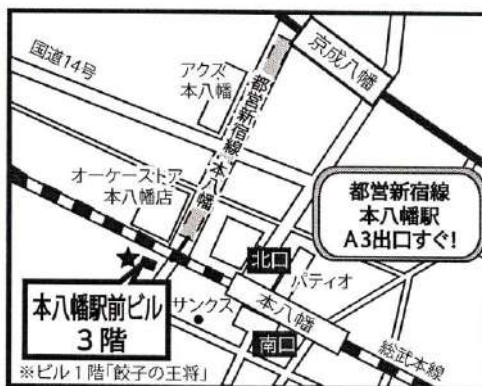 国道14号
アクス
本八幡
京成八幡
都営新宿線 本八幡
オーケーストア
本八幡店
都営新宿線
本八幡駅
A3出口すぐ!
北口
パティオ
本八幡駅前ビル
3階
サンクス
本八幡
南口
総武本線
※ビル1階「餃子の王将」